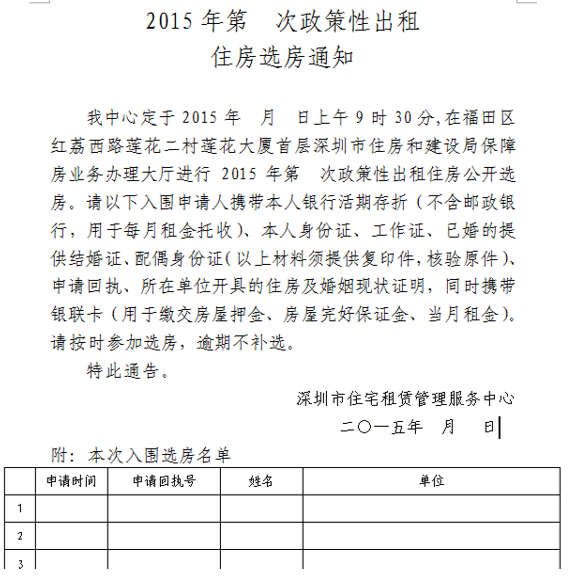 2015 年第 次政策性出租
住房选房通知
我中心定于 2015 年 月 日上午 9 时 30 分,在福田区
红荔西路莲花二村莲花大厦首层深圳市住房和建设局保障
房业务办理大厅进行 2015 年第 次政策性出租住房公开选
房。请以下入围申请人携带本人银行活期存折（不含邮政银
行，用于每月租金托收）、本人身份证、工作证、已婚的提
供结婚证、配偶身份证（以上材料须提供复印件，核验原件）、
申请回执、所在单位开具的住房及婚姻现状证明，同时携带
银联卡（用于缴交房屋押金、房屋完好保证金、当月租金）。
请按时参加选房，逾期不补选。
特此通告。
深圳市住宅租赁管理服务中心
二〇一五年 月 日
附：本次入围选房名单
申请时间 申请回执号 姓名 单位
1
2
3